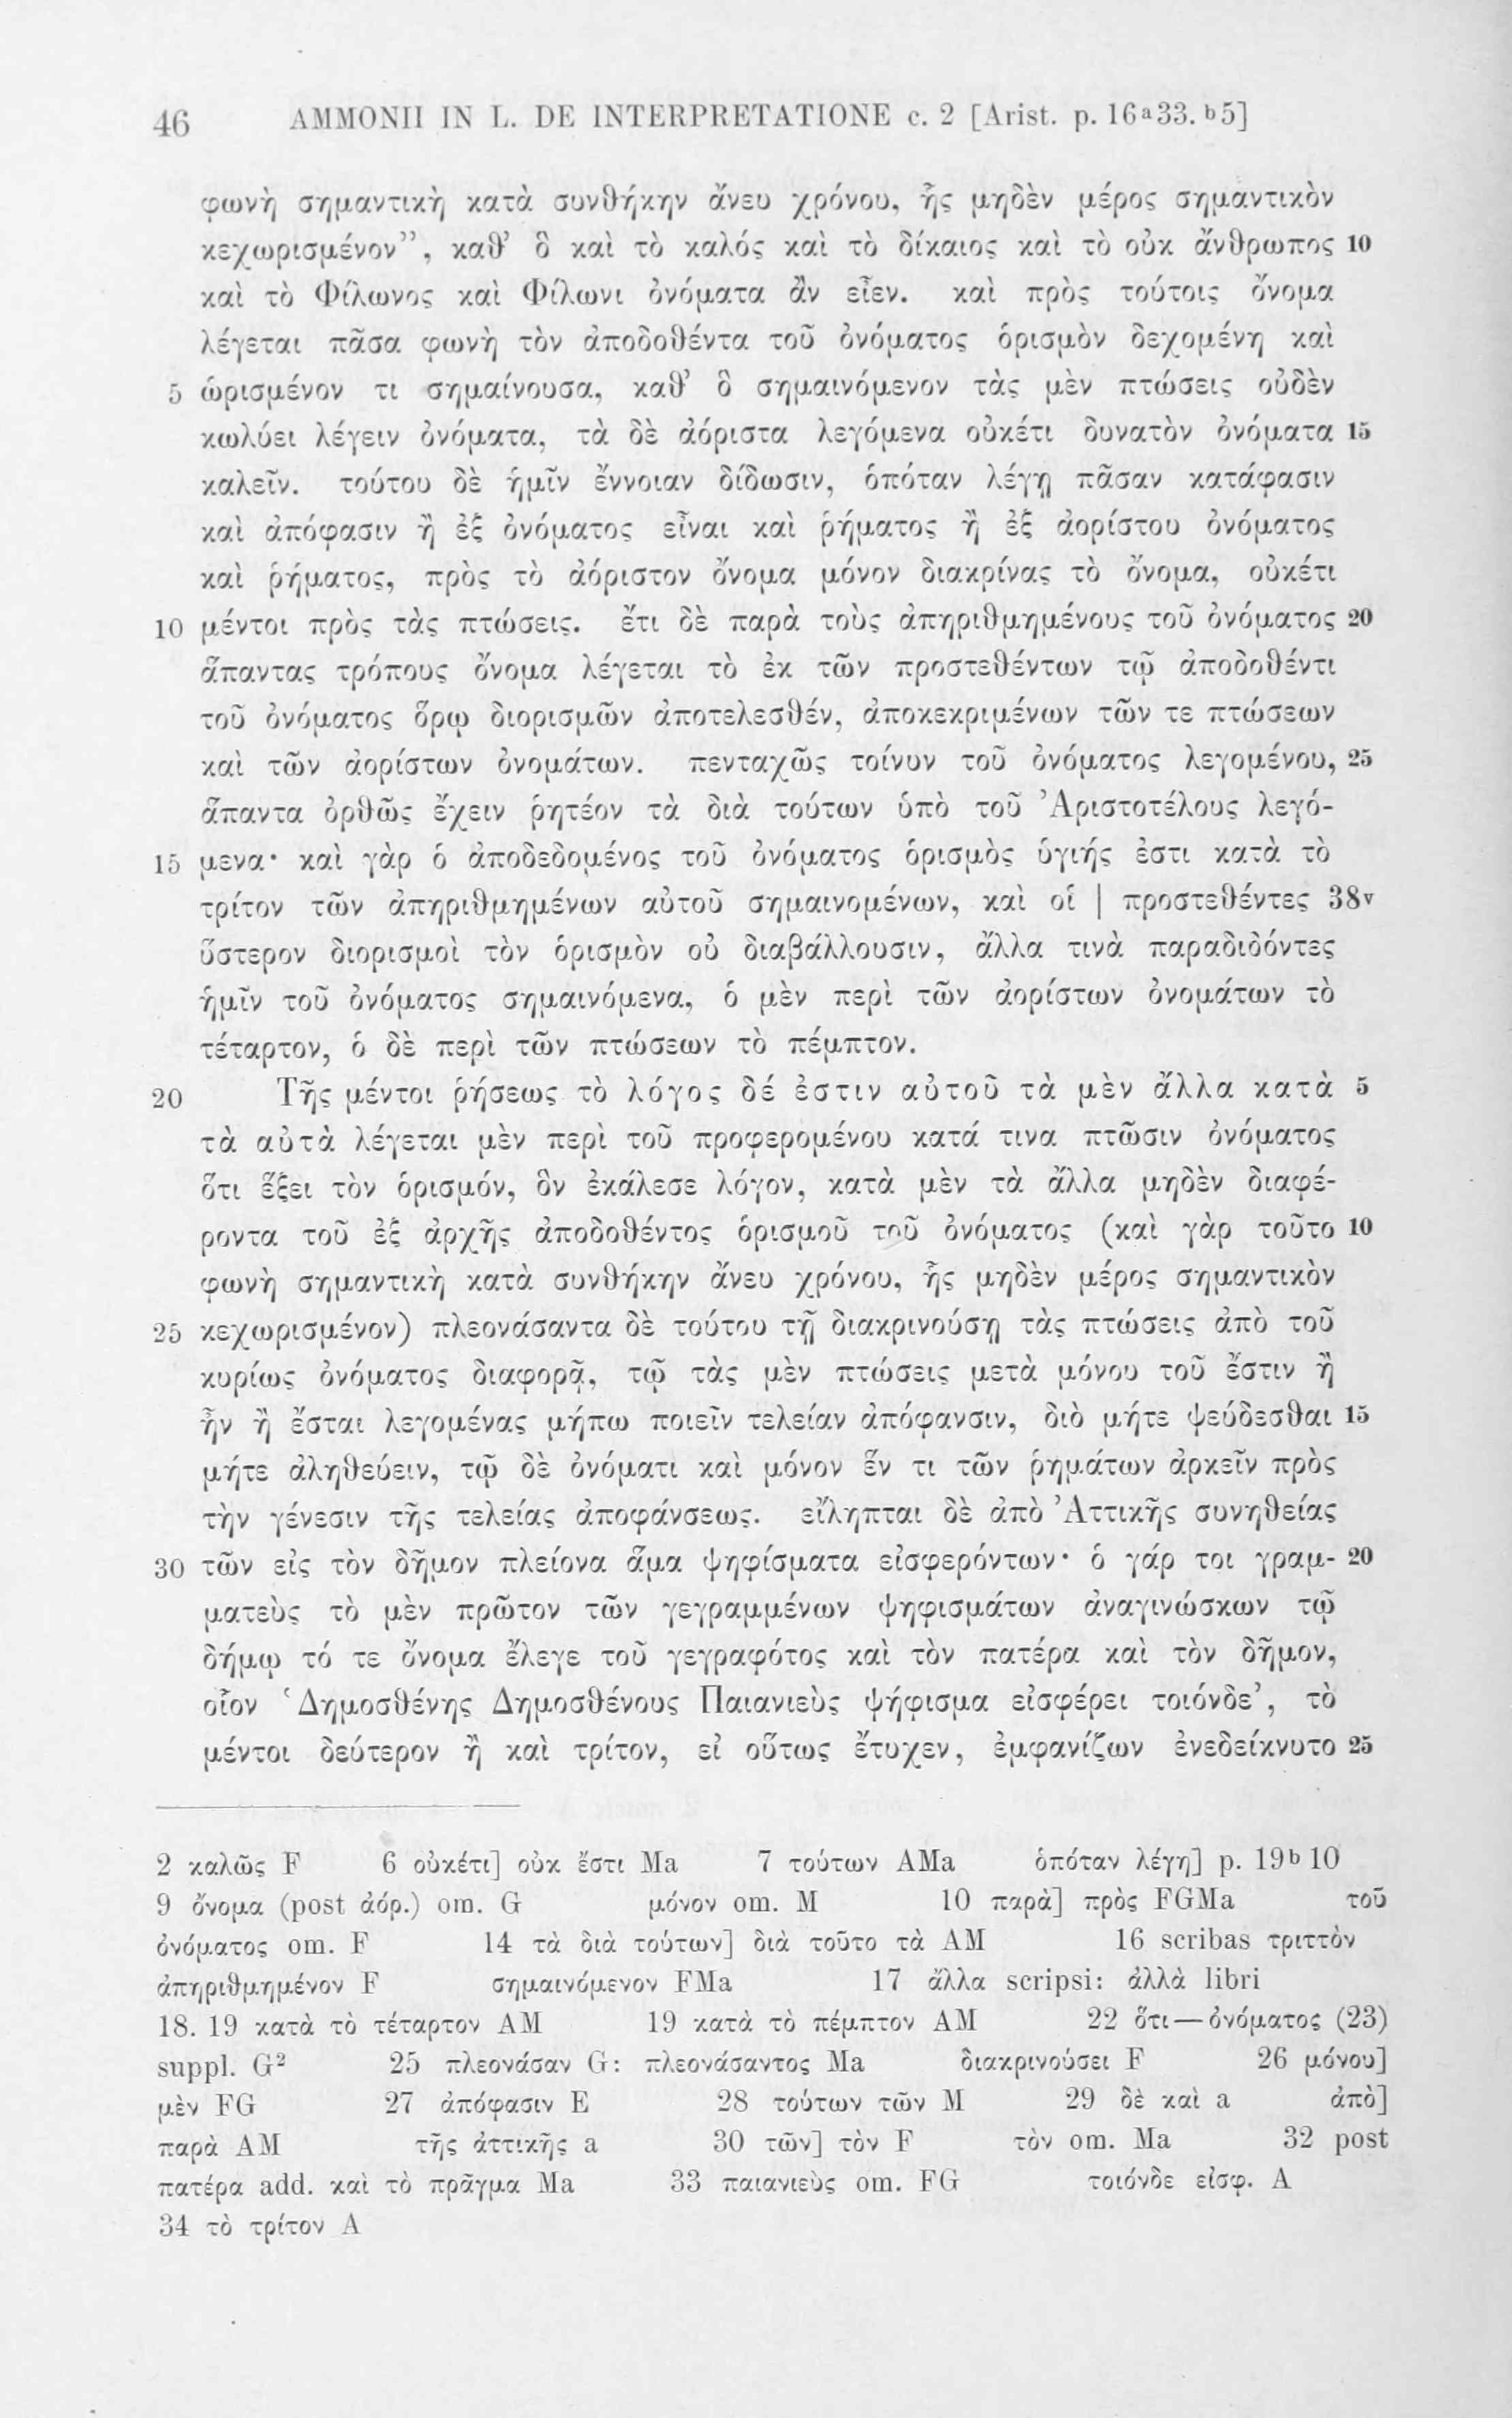 46 AMMONII IN L. DE INTERPRETATIONE c. 2 [Arist. p. 16ᵃ33. ᵇ5]
φωνὴ σημαντικὴ κατὰ συνθήκην ἄνευ χρόνου, ἧς μηδὲν μέρος σημαντικὸν
κεχωρισμένον”, καθ’ ὃ καὶ τὸ καλός καὶ τὸ δίκαιος καὶ τὸ οὐκ ἄνθρωπος 10
καὶ τὸ Φίλωνος καὶ Φίλωνι ὀνόματα ἂν εἶεν. καὶ πρὸς τούτοις ὄνομα
λέγεται πᾶσα φωνὴ τὸν ἀποδοθέντα τοῦ ὀνόματος ὁρισμὸν δεχομένη καὶ
5 ὡρισμένον τι σημαίνουσα, καθ’ ὃ σημαινόμενον τὰς μὲν πτώσεις οὐδὲν
κωλύει λέγειν ὀνόματα, τὰ δὲ ἀόριστα λεγόμενα οὐκέτι δυνατὸν ὀνόματα 15
καλεῖν. τούτου δὲ ἡμῖν ἔννοιαν δίδωσιν, ὁπόταν λέγῃ πᾶσαν κατάφασιν
καὶ ἀπόφασιν ἢ ἐξ ὀνόματος εἶναι καὶ ῥήματος ἢ ἐξ ἀορίστου ὀνόματος
καὶ ῥήματος, πρὸς τὸ ἀόριστον ὄνομα μόνον διακρίνας τὸ ὄνομα, οὐκέτι
10 μέντοι πρὸς τὰς πτώσεις. ἔτι δὲ παρὰ τοὺς ἀπηριθμημένους τοῦ ὀνόματος 20
ἅπαντας τρόπους ὄνομα λέγεται τὸ ἐκ τῶν προστεθέντων τῷ ἀποδοθέντι
τοῦ ὀνόματος ὅρῳ διορισμῶν ἀποτελεσθέν, ἀποκεκριμένων τῶν τε πτώσεων
καὶ τῶν ἀορίστων ὀνομάτων. πενταχῶς τοίνυν τοῦ ὀνόματος λεγομένου, 25
ἅπαντα ὀρθῶς ἔχειν ῥητέον τὰ διὰ τούτων ὑπὸ τοῦ Ἀριστοτέλους λεγό-
15 μενα· καὶ γὰρ ὁ ἀποδεδομένος τοῦ ὀνόματος ὁρισμὸς ὑγιής ἐστι κατὰ τὸ
τρίτον τῶν ἀπηριθμημένων αὐτοῦ σημαινομένων, καὶ οἱ | προστεθέντες 38v
ὕστερον διορισμοὶ τὸν ὁρισμὸν οὐ διαβάλλουσιν, ἄλλα τινὰ παραδιδόντες
ἡμῖν τοῦ ὀνόματος σημαινόμενα, ὁ μὲν περὶ τῶν ἀορίστων ὀνομάτων τὸ
τέταρτον, ὁ δὲ περὶ τῶν πτώσεων τὸ πέμπτον.
20 Τῆς μέντοι ῥήσεως τὸ λόγος δέ ἐστιν αὐτοῦ τὰ μὲν ἄλλα κατὰ 5
τὰ αὐτὰ λέγεται μὲν περὶ τοῦ προφερομένου κατά τινα πτῶσιν ὀνόματος
ὅτι ἕξει τὸν ὁρισμόν, ὃν ἐκάλεσε λόγον, κατὰ μὲν τὰ ἄλλα μηδὲν διαφέ-
ροντα τοῦ ἐξ ἀρχῆς ἀποδοθέντος ὁρισμοῦ τοῦ ὀνόματος (καὶ γὰρ τοῦτο 10
φωνὴ σημαντικὴ κατὰ συνθήκην ἄνευ χρόνου, ἧς μηδὲν μέρος σημαντικὸν
25 κεχωρισμένον) πλεονάσαντα δὲ τούτου τῇ διακρινούσῃ τὰς πτώσεις ἀπὸ τοῦ
κυρίως ὀνόματος διαφορᾷ, τῷ τὰς μὲν πτώσεις μετὰ μόνου τοῦ ἔστιν ἢ
ἦν ἢ ἔσται λεγομένας μήπω ποιεῖν τελείαν ἀπόφανσιν, διὸ μήτε ψεύδεσθαι 15
μήτε ἀληθεύειν, τῷ δὲ ὀνόματι καὶ μόνον ἕν τι τῶν ῥημάτων ἀρκεῖν πρὸς
τὴν γένεσιν τῆς τελείας ἀποφάνσεως. εἴληπται δὲ ἀπὸ Ἀττικῆς συνηθείας
30 τῶν εἰς τὸν δῆμον πλείονα ἅμα ψηφίσματα εἰσφερόντων· ὁ γάρ τοι γραμ- 20
ματεὺς τὸ μὲν πρῶτον τῶν γεγραμμένων ψηφισμάτων ἀναγινώσκων τῷ
δήμῳ τό τε ὄνομα ἔλεγε τοῦ γεγραφότος καὶ τὸν πατέρα καὶ τὸν δῆμον,
οἷον ‘Δημοσθένης Δημοσθένους Παιανιεὺς ψήφισμα εἰσφέρει τοιόνδε’, τὸ
μέντοι δεύτερον ἢ καὶ τρίτον, εἰ οὕτως ἔτυχεν, ἐμφανίζων ἐνεδείκνυτο 25
2 καλῶς F 6 οὐκέτι] οὐκ ἔστι Ma 7 τούτων AMa ὁπόταν λέγῃ] p. 19ᵇ10
9 ὄνομα (post ἀόρ.) om. G μόνον om. M 10 παρὰ] πρὸς FGMa τοῦ
ὀνόματος om. F 14 τὰ διὰ τούτων] διὰ τοῦτο τὰ AM 16 scribas τριττὸν
ἀπηριθμημένον F σημαινόμενον FMa 17 ἄλλα scripsi: ἀλλὰ libri
18. 19 κατὰ τὸ τέταρτον AM 19 κατὰ τὸ πέμπτον AM 22 ὅτι—ὀνόματος (23)
suppl. G² 25 πλεονάσαν G: πλεονάσαντος Ma διακρινούσει F 26 μόνου]
μὲν FG 27 ἀπόφασιν E 28 τούτων τῶν M 29 δὲ καὶ a ἀπὸ]
παρὰ AM τῆς ἀττικῆς a 30 τῶν] τὸν F τὸν om. Ma 32 post
πατέρα add. καὶ τὸ πρᾶγμα Ma 33 παιανιεὺς om. FG τοιόνδε εἰσφ. A
34 τὸ τρίτον A